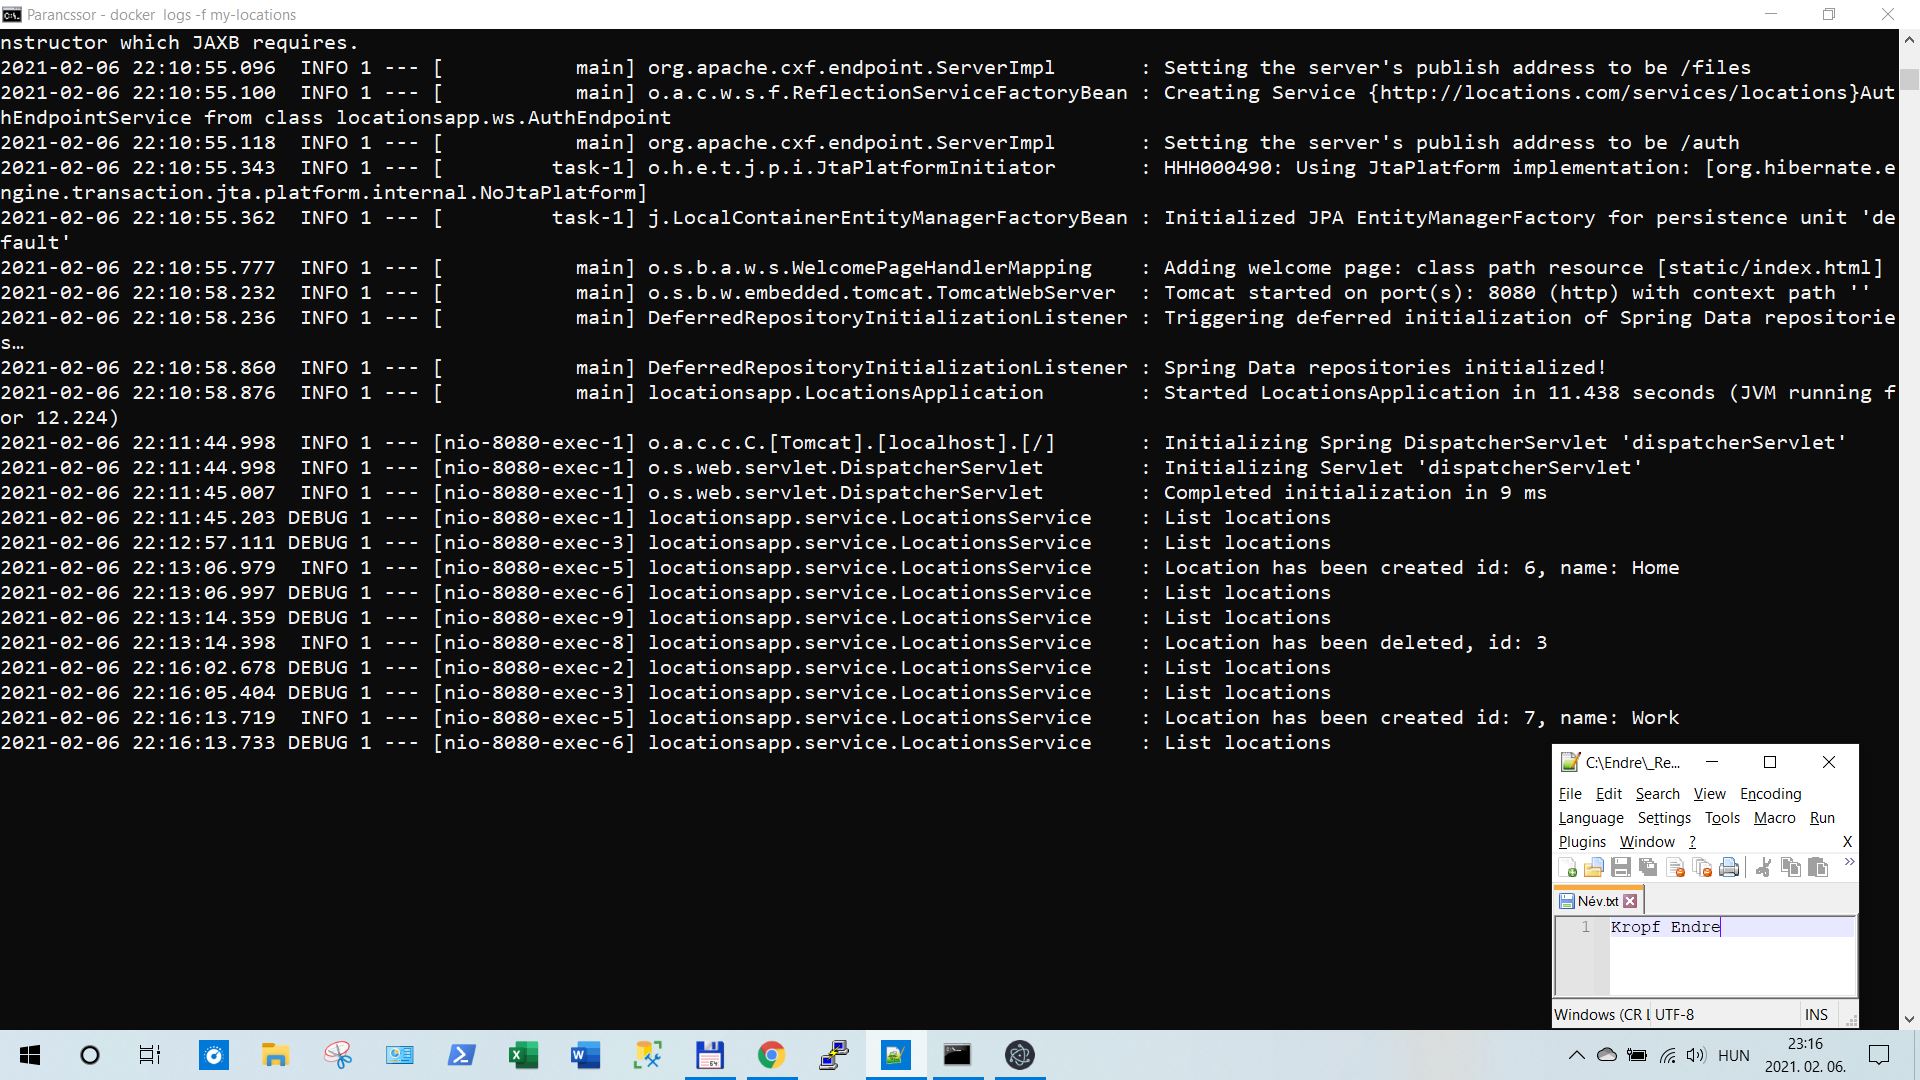 Parancssor - docker  logs -f my-locations
nstructor which JAXB requires.
2021-02-06 22:10:55.096  INFO 1 --- [           main] org.apache.cxf.endpoint.ServerImpl       : Setting the server's publish address to be /files
2021-02-06 22:10:55.100  INFO 1 --- [           main] o.a.c.w.s.f.ReflectionServiceFactoryBean : Creating Service {http://locations.com/services/locations}Aut
hEndpointService from class locationsapp.ws.AuthEndpoint
2021-02-06 22:10:55.118  INFO 1 --- [           main] org.apache.cxf.endpoint.ServerImpl       : Setting the server's publish address to be /auth
2021-02-06 22:10:55.343  INFO 1 --- [         task-1] o.h.e.t.j.p.i.JtaPlatformInitiator       : HHH000490: Using JtaPlatform implementation: [org.hibernate.e
ngine.transaction.jta.platform.internal.NoJtaPlatform]
2021-02-06 22:10:55.362  INFO 1 --- [         task-1] j.LocalContainerEntityManagerFactoryBean : Initialized JPA EntityManagerFactory for persistence unit 'de
fault'
2021-02-06 22:10:55.777  INFO 1 --- [           main] o.s.b.a.w.s.WelcomePageHandlerMapping    : Adding welcome page: class path resource [static/index.html]
2021-02-06 22:10:58.232  INFO 1 --- [           main] o.s.b.w.embedded.tomcat.TomcatWebServer  : Tomcat started on port(s): 8080 (http) with context path ''
2021-02-06 22:10:58.236  INFO 1 --- [           main] DeferredRepositoryInitializationListener : Triggering deferred initialization of Spring Data repositorie
s…
2021-02-06 22:10:58.860  INFO 1 --- [           main] DeferredRepositoryInitializationListener : Spring Data repositories initialized!
2021-02-06 22:10:58.876  INFO 1 --- [           main] locationsapp.LocationsApplication        : Started LocationsApplication in 11.438 seconds (JVM running f
or 12.224)
2021-02-06 22:11:44.998  INFO 1 --- [nio-8080-exec-1] o.a.c.c.C.[Tomcat].[localhost].[/]       : Initializing Spring DispatcherServlet 'dispatcherServlet'
2021-02-06 22:11:44.998  INFO 1 --- [nio-8080-exec-1] o.s.web.servlet.DispatcherServlet        : Initializing Servlet 'dispatcherServlet'
2021-02-06 22:11:45.007  INFO 1 --- [nio-8080-exec-1] o.s.web.servlet.DispatcherServlet        : Completed initialization in 9 ms
2021-02-06 22:11:45.203 DEBUG 1 --- [nio-8080-exec-1] locationsapp.service.LocationsService    : List locations
2021-02-06 22:12:57.111 DEBUG 1 --- [nio-8080-exec-3] locationsapp.service.LocationsService    : List locations
2021-02-06 22:13:06.979  INFO 1 --- [nio-8080-exec-5] locationsapp.service.LocationsService    : Location has been created id: 6, name: Home
2021-02-06 22:13:06.997 DEBUG 1 --- [nio-8080-exec-6] locationsapp.service.LocationsService    : List locations
2021-02-06 22:13:14.359 DEBUG 1 --- [nio-8080-exec-9] locationsapp.service.LocationsService    : List locations
2021-02-06 22:13:14.398  INFO 1 --- [nio-8080-exec-8] locationsapp.service.LocationsService    : Location has been deleted, id: 3
2021-02-06 22:16:02.678 DEBUG 1 --- [nio-8080-exec-2] locationsapp.service.LocationsService    : List locations
2021-02-06 22:16:05.404 DEBUG 1 --- [nio-8080-exec-3] locationsapp.service.LocationsService    : List locations
2021-02-06 22:16:13.719  INFO 1 --- [nio-8080-exec-5] locationsapp.service.LocationsService    : Location has been created id: 7, name: Work
2021-02-06 22:16:13.733 DEBUG 1 --- [nio-8080-exec-6] locationsapp.service.LocationsService    : List locations
C:\Endre\_Re...
File Edit Search View Encoding
Language Settings Tools Macro Run
Plugins Window ? X
Név.txt
1 Kropf Endre
Windows (CR L UTF-8 INS
HUN
23:16
2021. 02. 06.